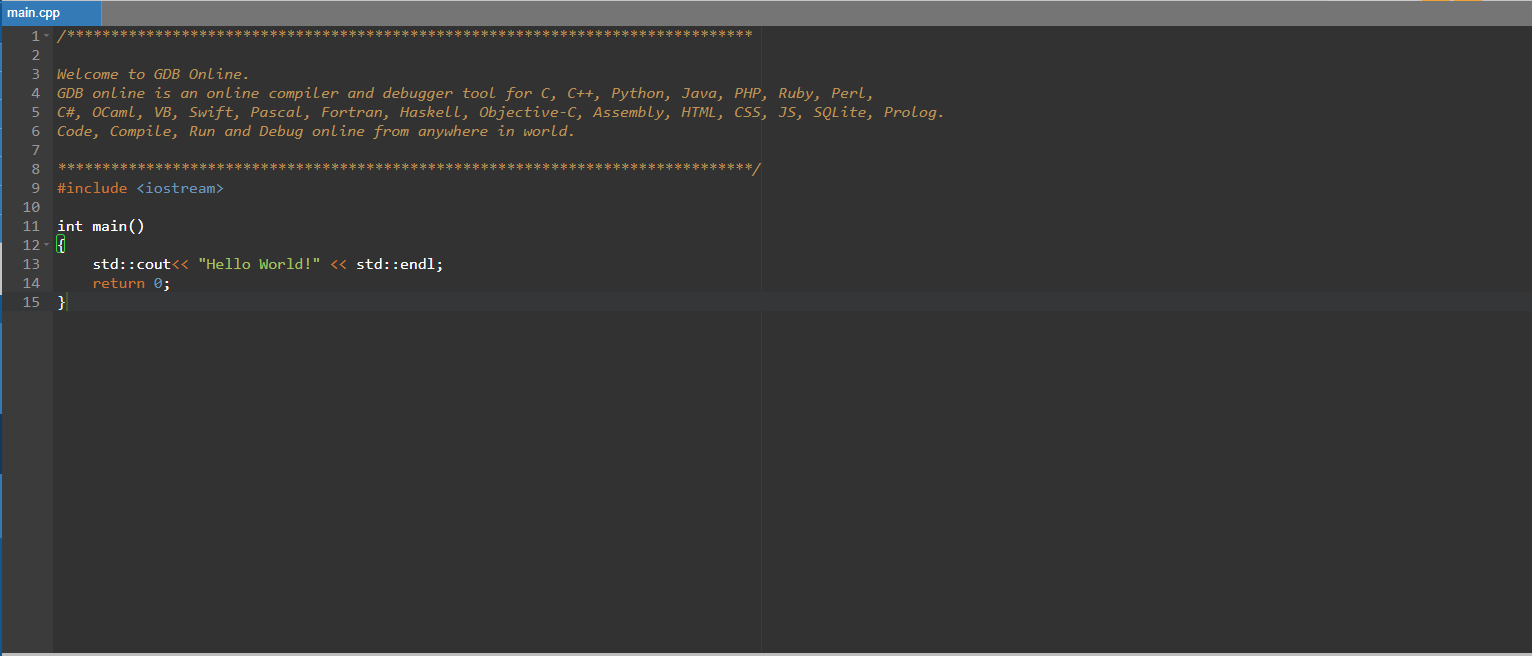 main.cpp
1 /******************************************************************************
2
3 Welcome to GDB Online.
4 GDB online is an online compiler and debugger tool for C, C++, Python, Java, PHP, Ruby, Perl,
5 C#, OCaml, VB, Swift, Pascal, Fortran, Haskell, Objective-C, Assembly, HTML, CSS, JS, SQLite, Prolog.
6 Code, Compile, Run and Debug online from anywhere in world.
7
8 *******************************************************************************/
9 #include <iostream>
10
11 int main()
12 {
13     std::cout<< "Hello World!" << std::endl;
14     return 0;
15 }